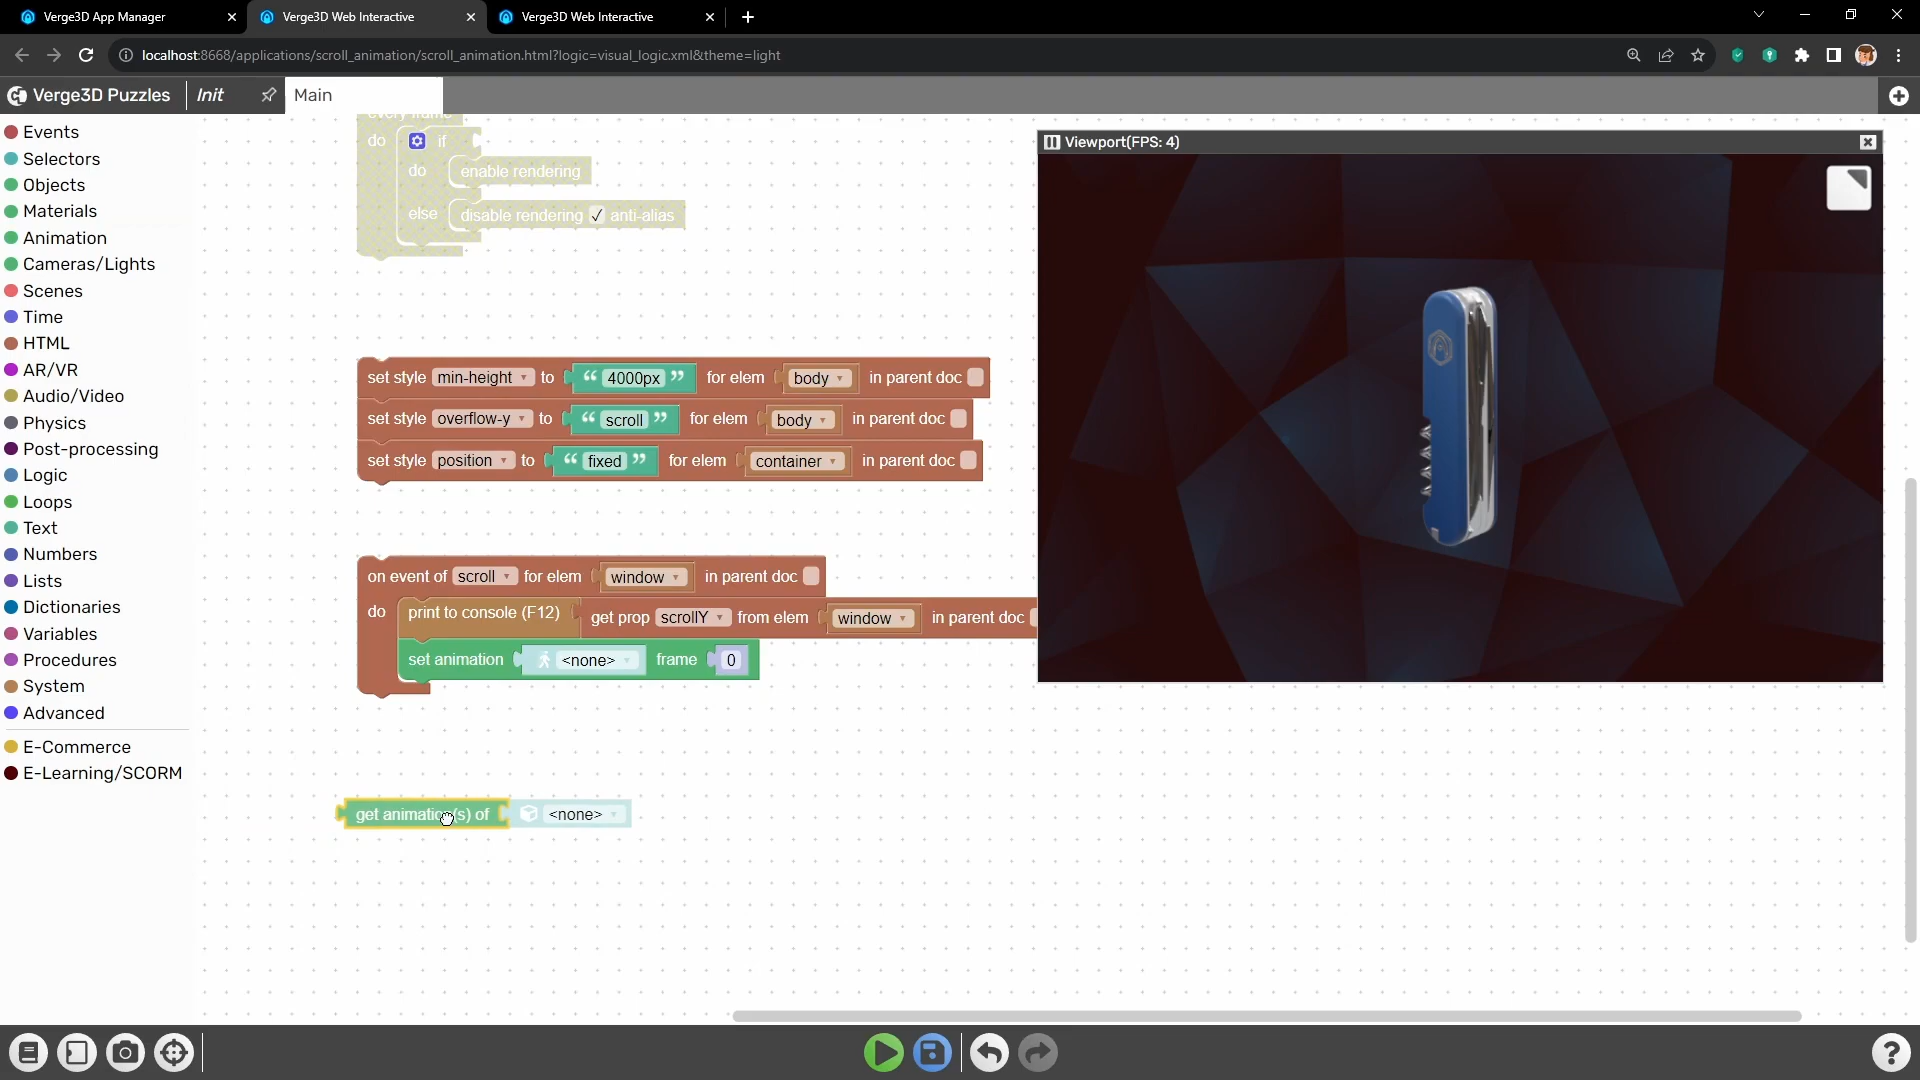 Verge3D App Manager
Verge3D Web Interactive
Verge3D Web Interactive
localhost:8668/applications/scroll_animation/scroll_animation.html?logic=visual_logic.xml&theme=light
Verge3D Puzzles
Init
Main
Events
Selectors
Objects
Materials
Animation
Cameras/Lights
Scenes
Time
HTML
AR/VR
Audio/Video
Physics
Post-processing
Logic
Loops
Text
Numbers
Lists
Dictionaries
Variables
Procedures
System
Advanced
E-Commerce
E-Learning/SCORM
every frame
do if
do enable rendering
else disable rendering ✓ anti-alias
set style min-height to “ 4000px ” for elem body in parent doc
set style overflow-y to “ scroll ” for elem body in parent doc
set style position to “ fixed ” for elem container in parent doc
on event of scroll for elem window in parent doc
do print to console (F12) get prop scrollY from elem window in parent doc
set animation <none> frame 0
get animation(s) of <none>
Viewport(FPS: 4)